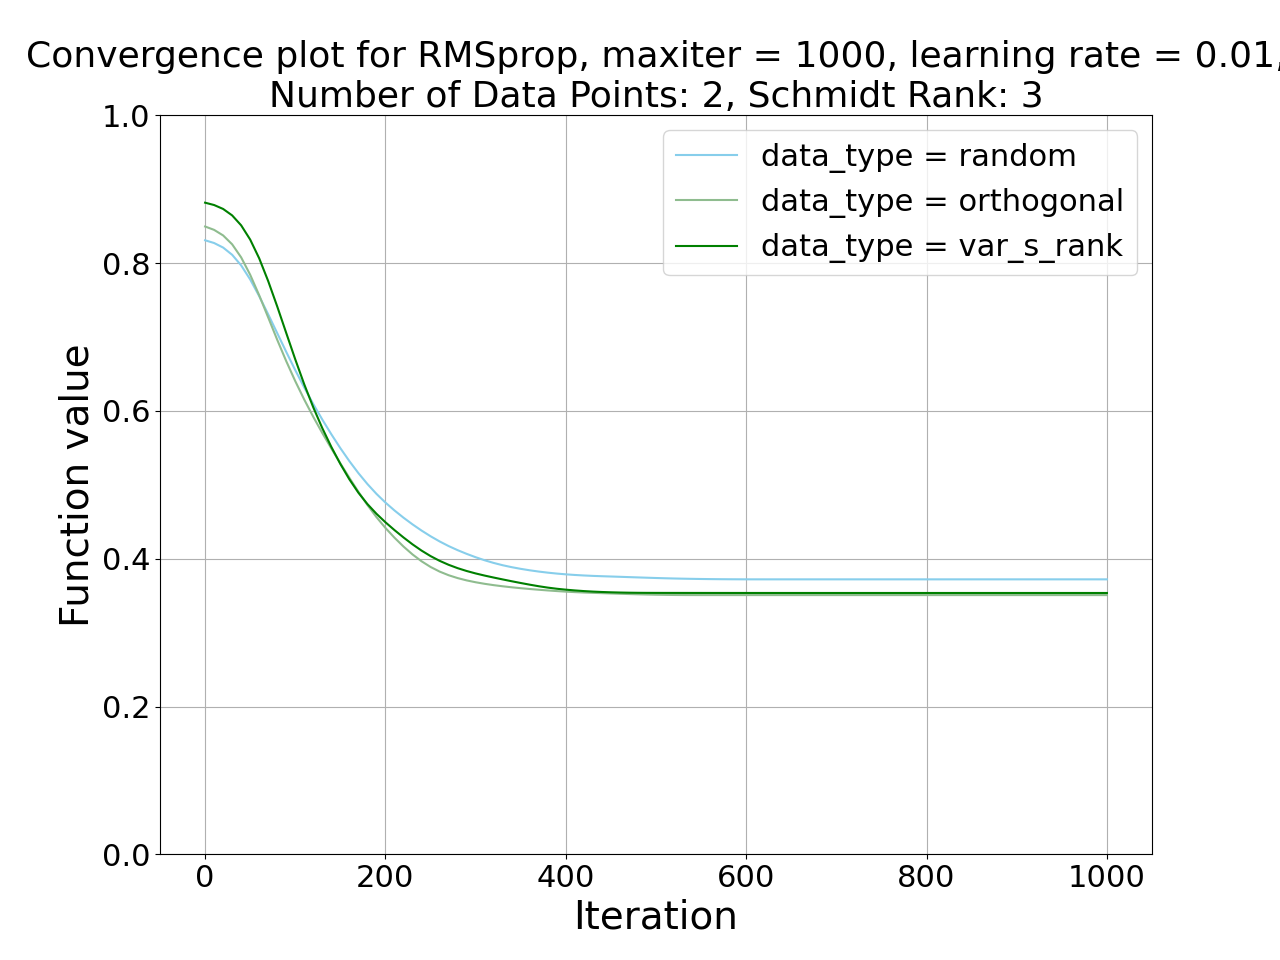 Convergence plot for RMSprop, maxiter = 1000, learning rate = 0.01,
Number of Data Points: 2, Schmidt Rank: 3
data_type = random
data_type = orthogonal
data_type = var_s_rank
Function value
1.0
0.8
0.6
0.4
0.2
0.0
0 200 400 600 800 1000
Iteration